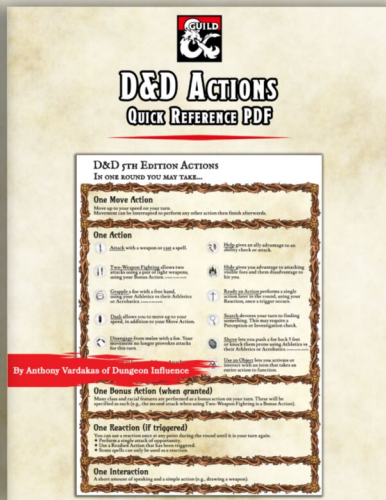 GUILD
D&D ACTIONS
QUICK REFERENCE PDF
D&D 5TH EDITION ACTIONS
IN ONE ROUND YOU MAY TAKE...
One Move Action
Move up to your speed on your turn.
Movement can be interrupted to perform any other action then finish afterwards.
One Action
Attack with a weapon or cast a spell.
Two-Weapon Fighting allows two
attacks using a pair of light weapons,
using your Bonus Action.
Grapple a foe with a free hand,
using your Athletics vs their Athletics
or Acrobatics.
Dash allows you to move up to your
speed, in addition to your Move Action.
Disengage from melee with a foe. Your
movement no longer provokes attacks
for this turn.
Help gives an ally advantage to an
ability check or attack.
Hide gives you advantage to attacking
visible foes and them disadvantage to
hit you.
Ready an Action performs a single
action later in the round, using your
Reaction, once a trigger occurs.
Search devotes your turn to finding
something. This may require a
Perception or Investigation check.
Shove lets you push a foe back 5 feet
or knock them prone using Athletics vs
their Athletics or Acrobatics.
Use an Object lets you activate or
interact with an item that takes an
entire action to function.
By Anthony Vardakas of Dungeon Influence
One Bonus Action (when granted)
Many class and racial features are performed as a bonus action on your turn. These will be
specified as such (e.g., the second attack when using Two-Weapon Fighting is a Bonus Action).
One Reaction (if triggered)
You can use a reaction once at any point during the round until it is your turn again.
• Perform a single attack of opportunity.
• Use a Readied Action that has been triggered.
• Some spells can only be used as a reaction.
One Interaction
A short amount of speaking and a simple action (e.g., drawing a weapon).